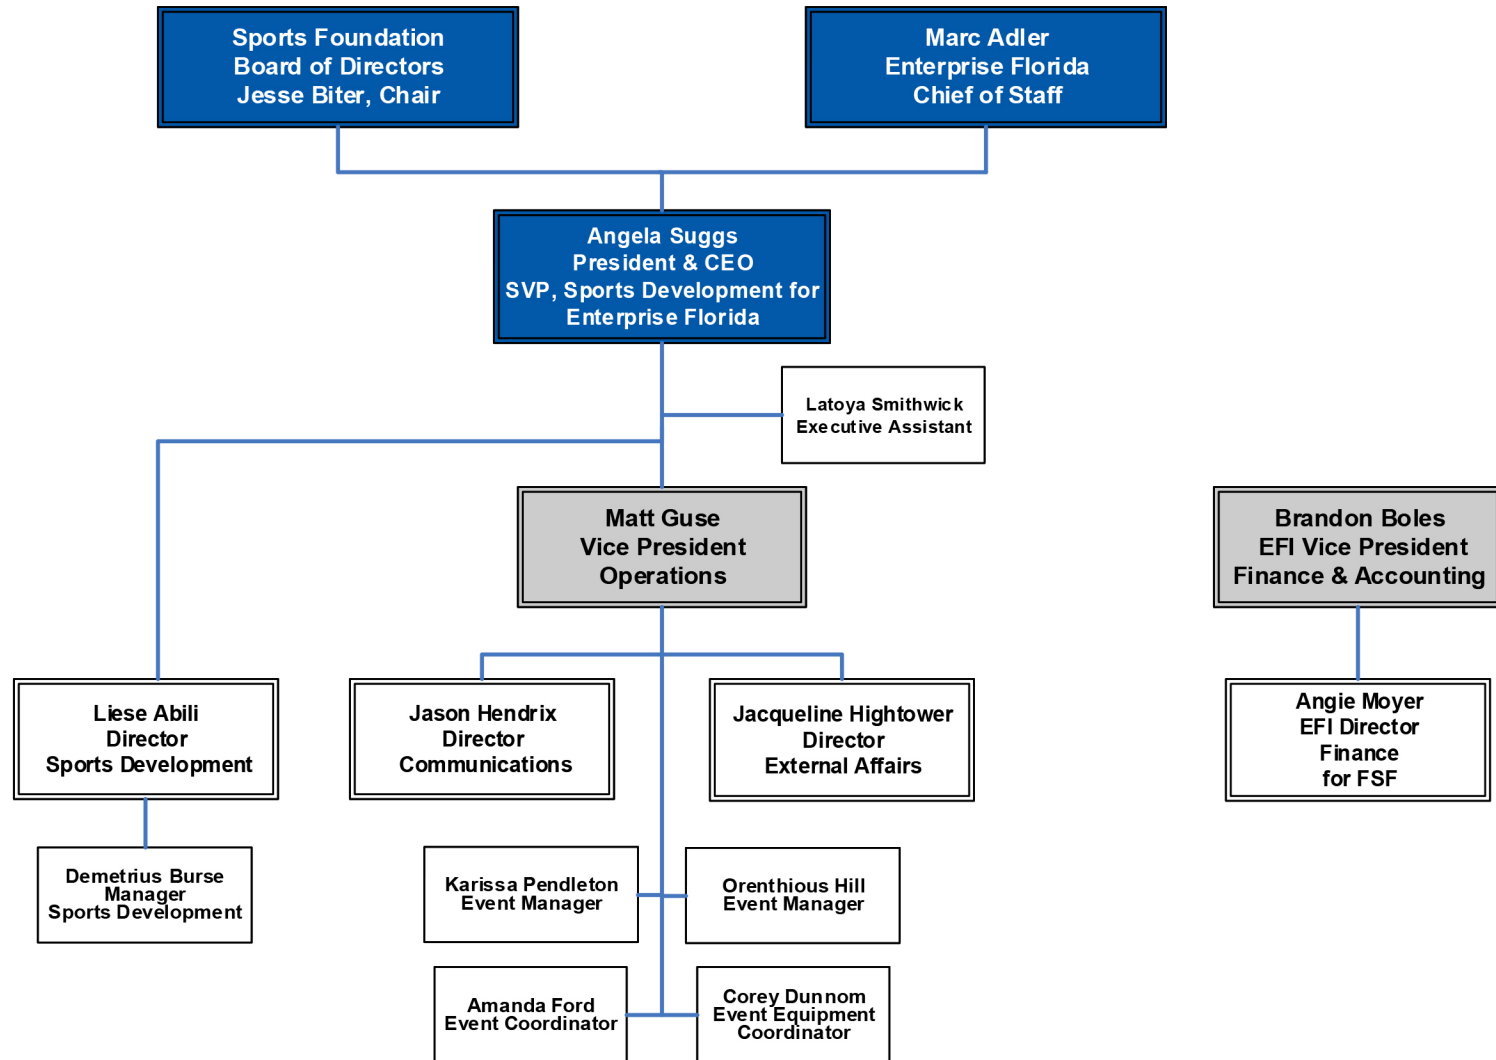 Sports Foundation
Board of Directors
Jesse Biter, Chair
Marc Adler
Enterprise Florida
Chief of Staff
Angela Suggs
President & CEO
SVP, Sports Development for
Enterprise Florida
Latoya Smithwick
Executive Assistant
Matt Guse
Vice President
Operations
Brandon Boles
EFI Vice President
Finance & Accounting
Liese Abili
Director
Sports Development
Jason Hendrix
Director
Communications
Jacqueline Hightower
Director
External Affairs
Angie Moyer
EFI Director
Finance
for FSF
Demetrius Burse
Manager
Sports Development
Karissa Pendleton
Event Manager
Orenthious Hill
Event Manager
Amanda Ford
Event Coordinator
Corey Dunnom
Event Equipment
Coordinator